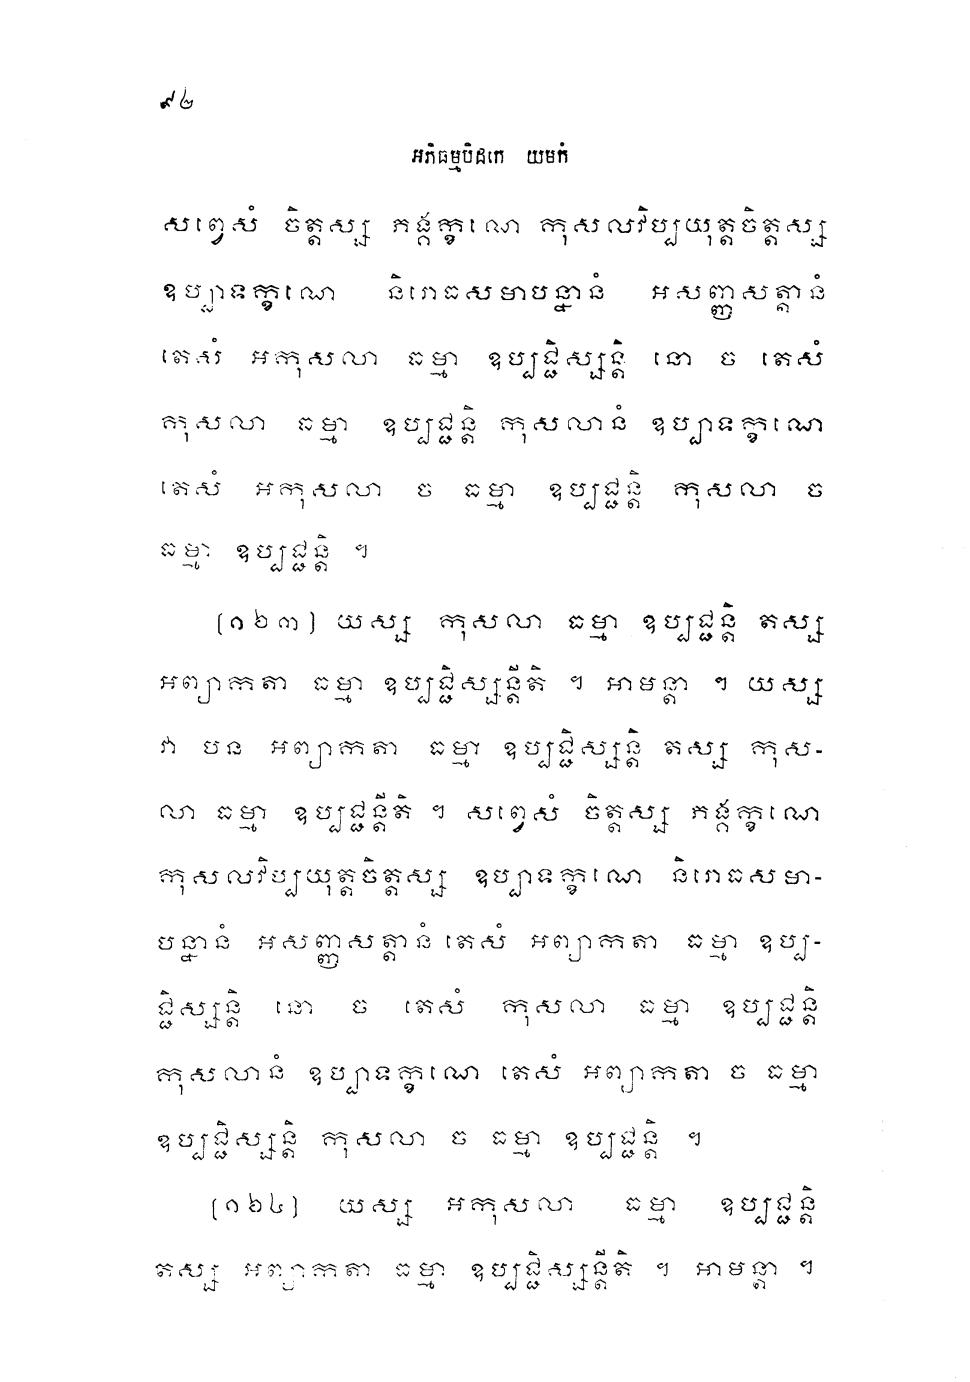 ៩៤
អភិធម្មបិដកេ យមកំ
សព្វេសំ ចិត្តស្ស ភង្គក្ខណេ កុសលវិប្បយុត្តចិត្តស្ស
ឧប្បាទក្ខណេ និរោធសមាបន្នានំ អសញ្ញសត្តានំ
តេសំ អកុសលា ធម្មា ឧប្បជ្ជិស្សន្តិ នោ ច តេសំ
កុសលា ធម្មា ឧប្បជ្ជន្តិ កុសលានំ ឧប្បាទក្ខណេ
តេសំ អកុសលា ច ធម្មា ឧប្បជ្ជន្តិ កុសលា ច
ធម្មា ឧប្បជ្ជន្តិ ។
(១៦៣) យស្ស កុសលា ធម្មា ឧប្បជ្ជន្តិ តស្ស
អព្យាកតា ធម្មា ឧប្បជ្ជិស្សន្តីតិ ។ អាមន្តា ។ យស្ស
វា បន អព្យាកតា ធម្មា ឧប្បជ្ជិស្សន្តិ តស្ស កុស-
លា ធម្មា ឧប្បជ្ជន្តីតិ ។ សព្វេសំ ចិត្តស្ស ភង្គក្ខណេ
កុសលវិប្បយុត្តចិត្តស្ស ឧប្បាទក្ខណេ និរោធសមា-
បន្នានំ អសញ្ញសត្តានំ តេសំ អព្យាកតា ធម្មា ឧប្ប-
ជ្ជិស្សន្តិ នោ ច តេសំ កុសលា ធម្មា ឧប្បជ្ជន្តិ
កុសលានំ ឧប្បាទក្ខណេ តេសំ អព្យាកតា ច ធម្មា
ឧប្បជ្ជិស្សន្តិ កុសលា ច ធម្មា ឧប្បជ្ជន្តិ ។
(១៦៤) យស្ស អកុសលា ធម្មា ឧប្បជ្ជន្តិ
តស្ស អព្យាកតា ធម្មា ឧប្បជ្ជិស្សន្តីតិ ។ អាមន្តា ។